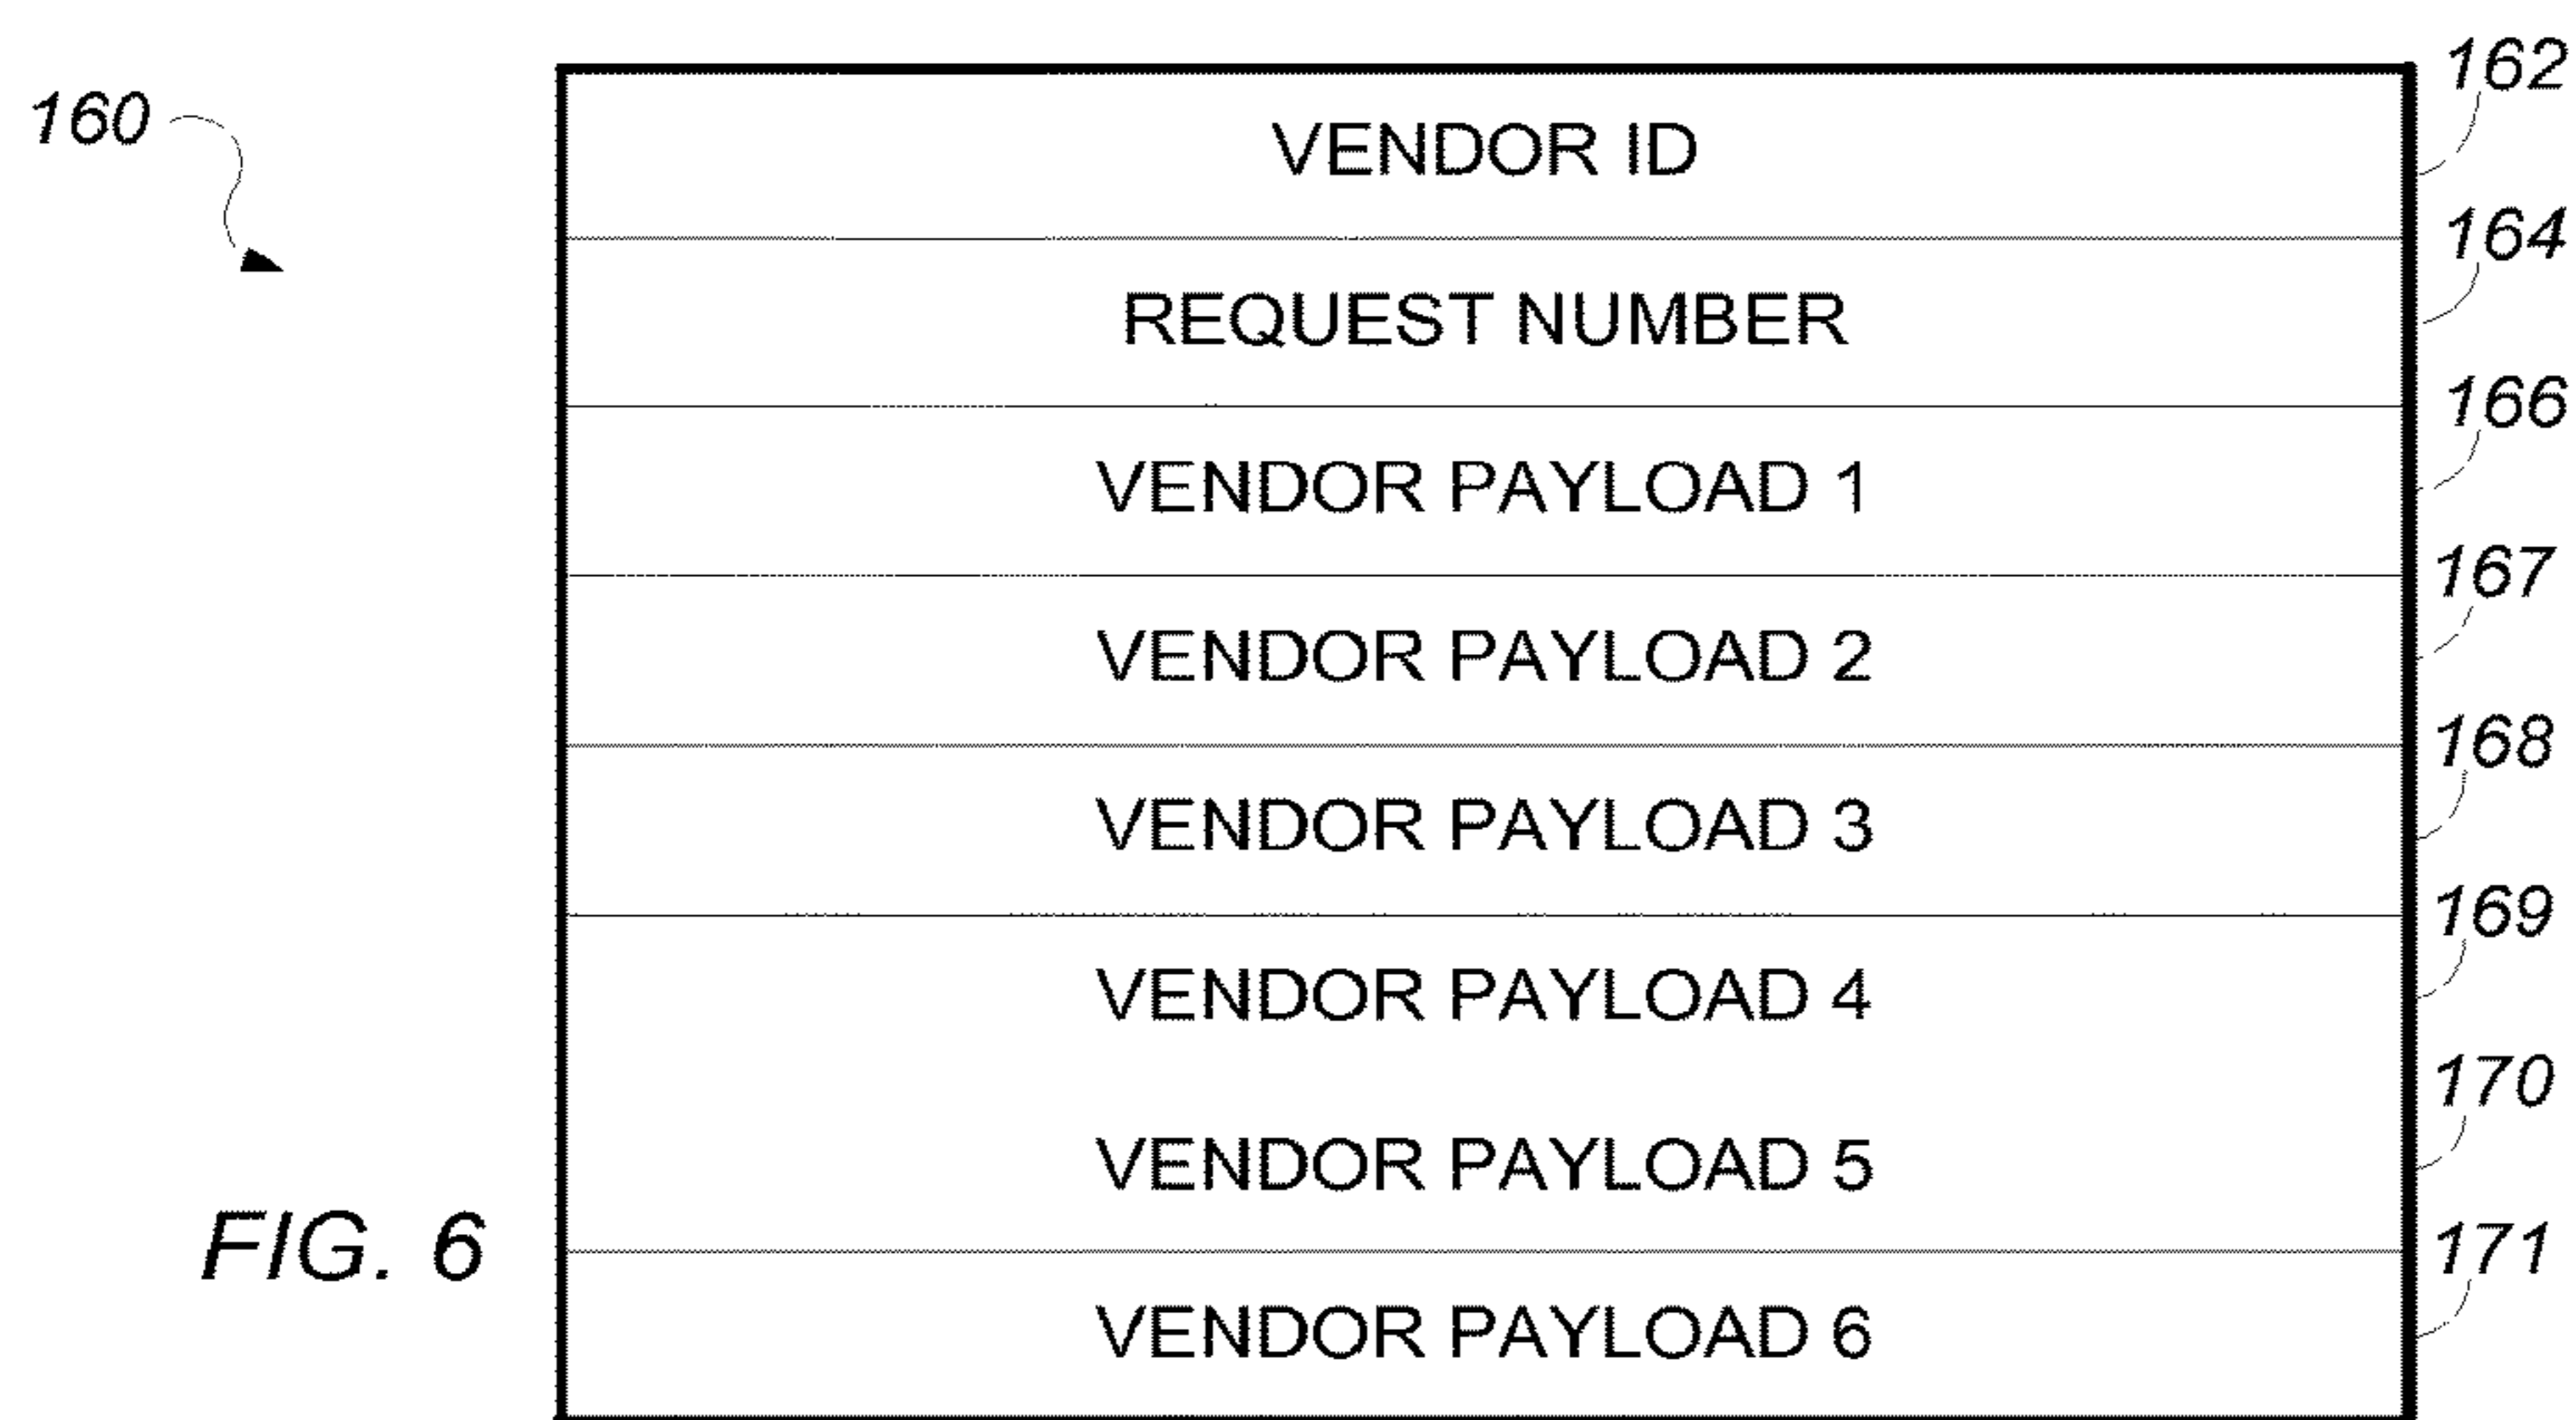 160
VENDOR ID 162
REQUEST NUMBER 164
VENDOR PAYLOAD 1 166
VENDOR PAYLOAD 2 167
VENDOR PAYLOAD 3 168
VENDOR PAYLOAD 4 169
VENDOR PAYLOAD 5 170
VENDOR PAYLOAD 6 171
FIG. 6